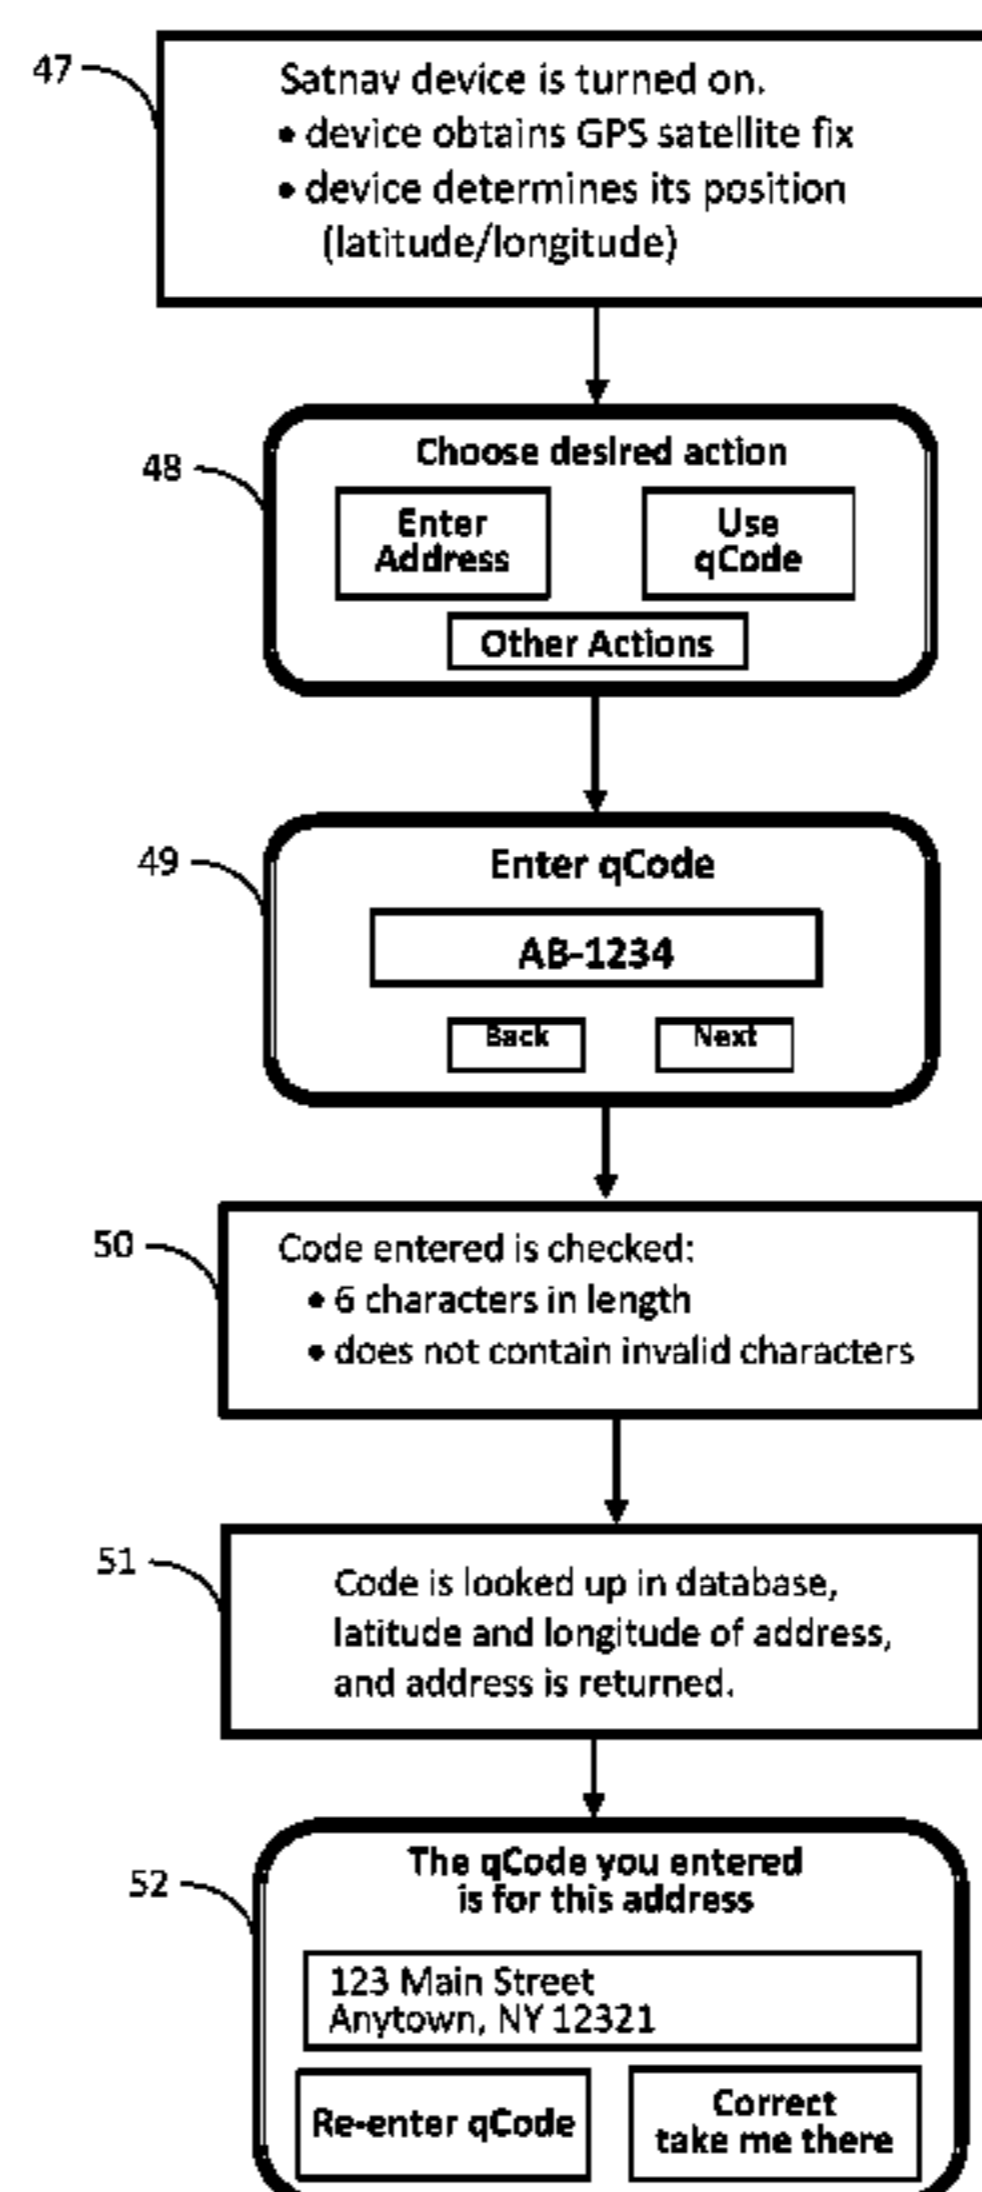 47
Satnav device is turned on.
• device obtains GPS satellite fix
• device determines its position
(latitude/longitude)
48
Choose desired action
Enter
Address
Use
qCode
Other Actions
49
Enter qCode
AB-1234
Back
Next
50
Code entered is checked:
• 6 characters in length
• does not contain invalid characters
51
Code is looked up in database,
latitude and longitude of address,
and address is returned.
52
The qCode you entered
is for this address
123 Main Street
Anytown, NY 12321
Re-enter qCode
Correct
take me there